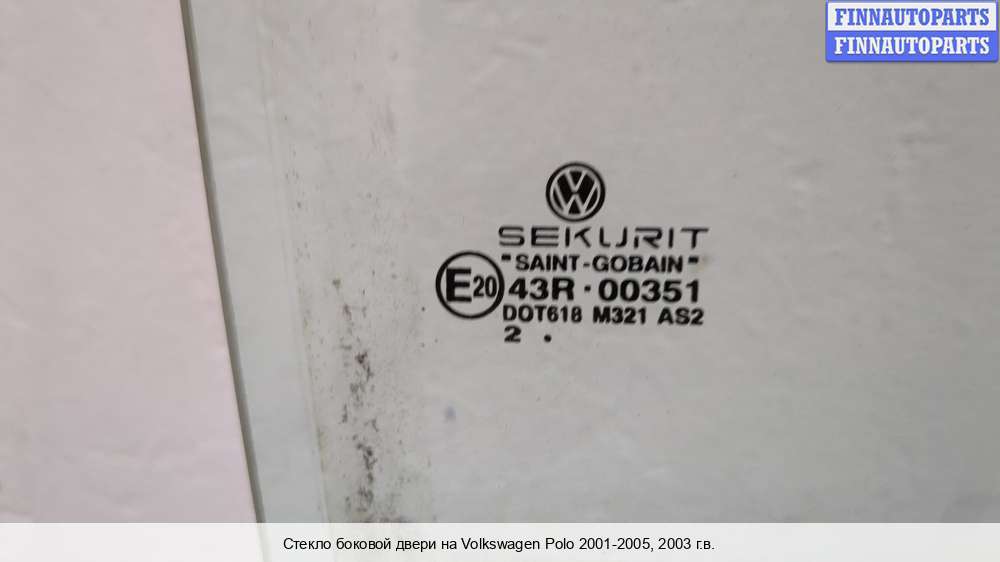 FINNAUTOPARTS
FINNAUTOPARTS
SEKURIT
"SAINT-GOBAIN"
E20 43R·00351
DOT618 M321 AS2
2 .
Стекло боковой двери на Volkswagen Polo 2001-2005, 2003 г.в.